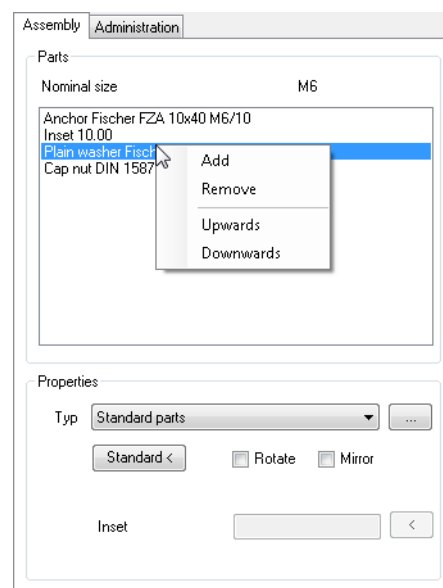 Assembly Administration
Parts
Nominal size M6
Anchor Fischer FZA 10x40 M6/10
Inset 10.00
Plain washer
Cap nut DIN 1587
Add
Remove
Upwards
Downwards
Properties
Typ Standard parts ...
Standard < Rotate Mirror
Inset <